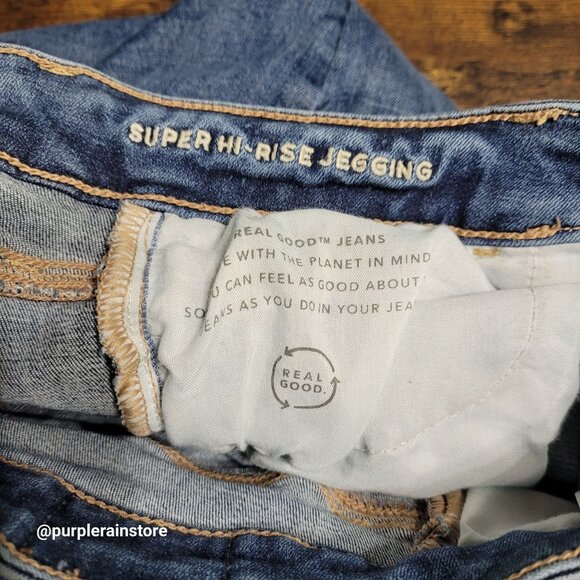 SUPER HI-RISE JEGGING
REAL GOOD™ JEANS
WITH THE PLANET IN MIND
CAN FEEL AS GOOD ABOUT
AS YOU DO IN YOUR
REAL
GOOD.
@purplerainstore